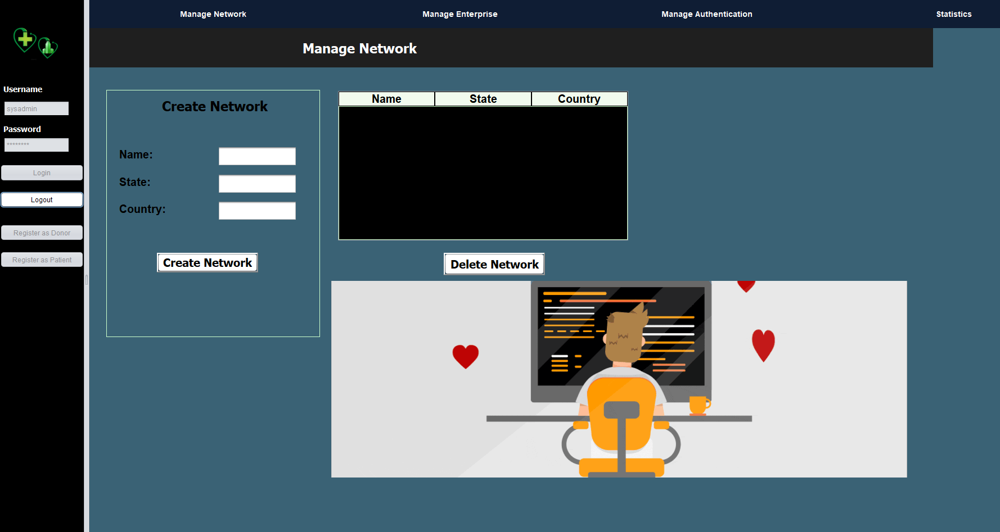 Manage Network
Manage Enterprise
Manage Authentication
Statistics
Manage Network
Username
sysadmin
Password
********
Login
Logout
Register as Donor
Register as Patient
Create Network
Name:
State:
Country:
Create Network
Name State Country
Delete Network